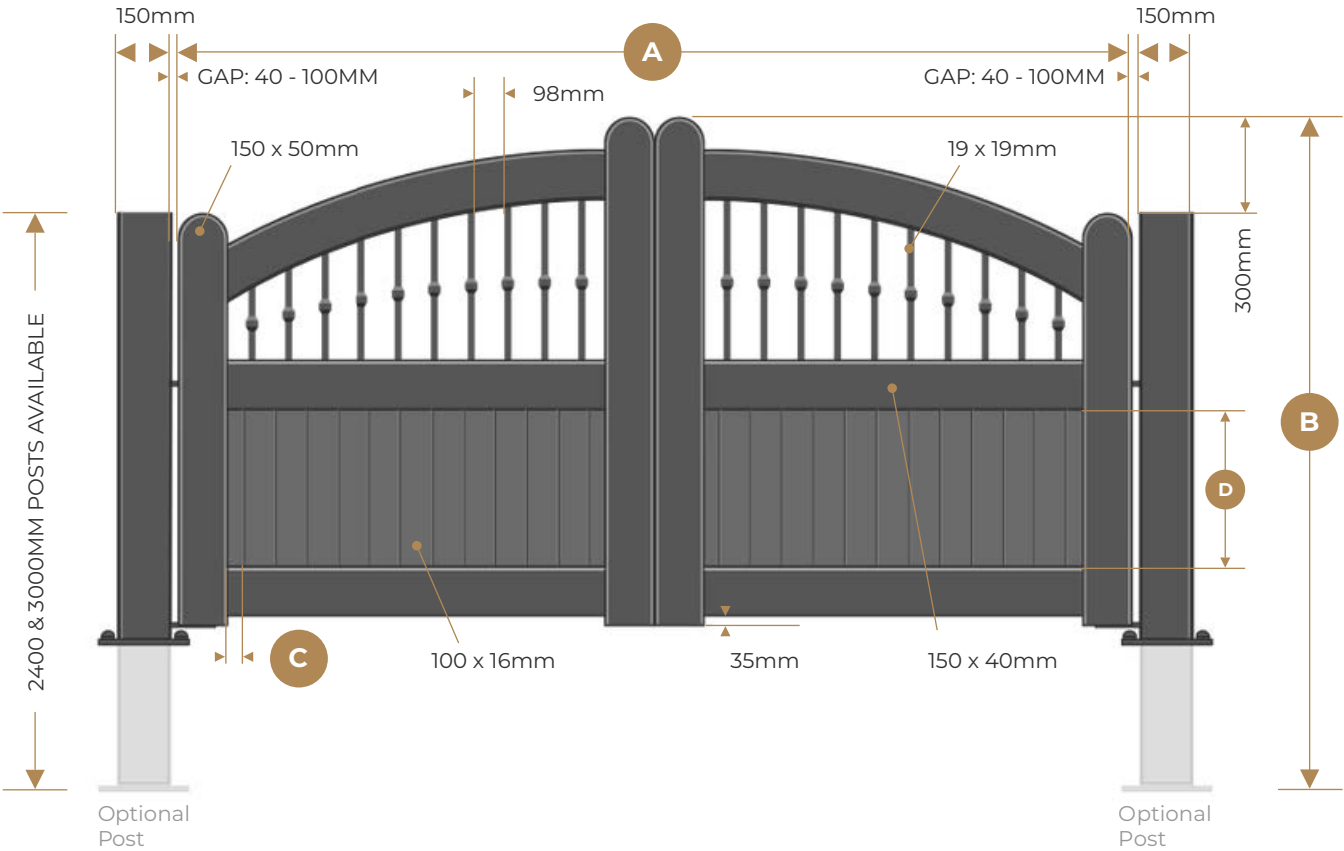 150mm
150mm
A
GAP: 40 - 100MM
GAP: 40 - 100MM
98mm
150 x 50mm
19 x 19mm
300mm
2400 & 3000MM POSTS AVAILABLE
B
D
C
100 x 16mm
35mm
150 x 40mm
Optional
Post
Optional
Post